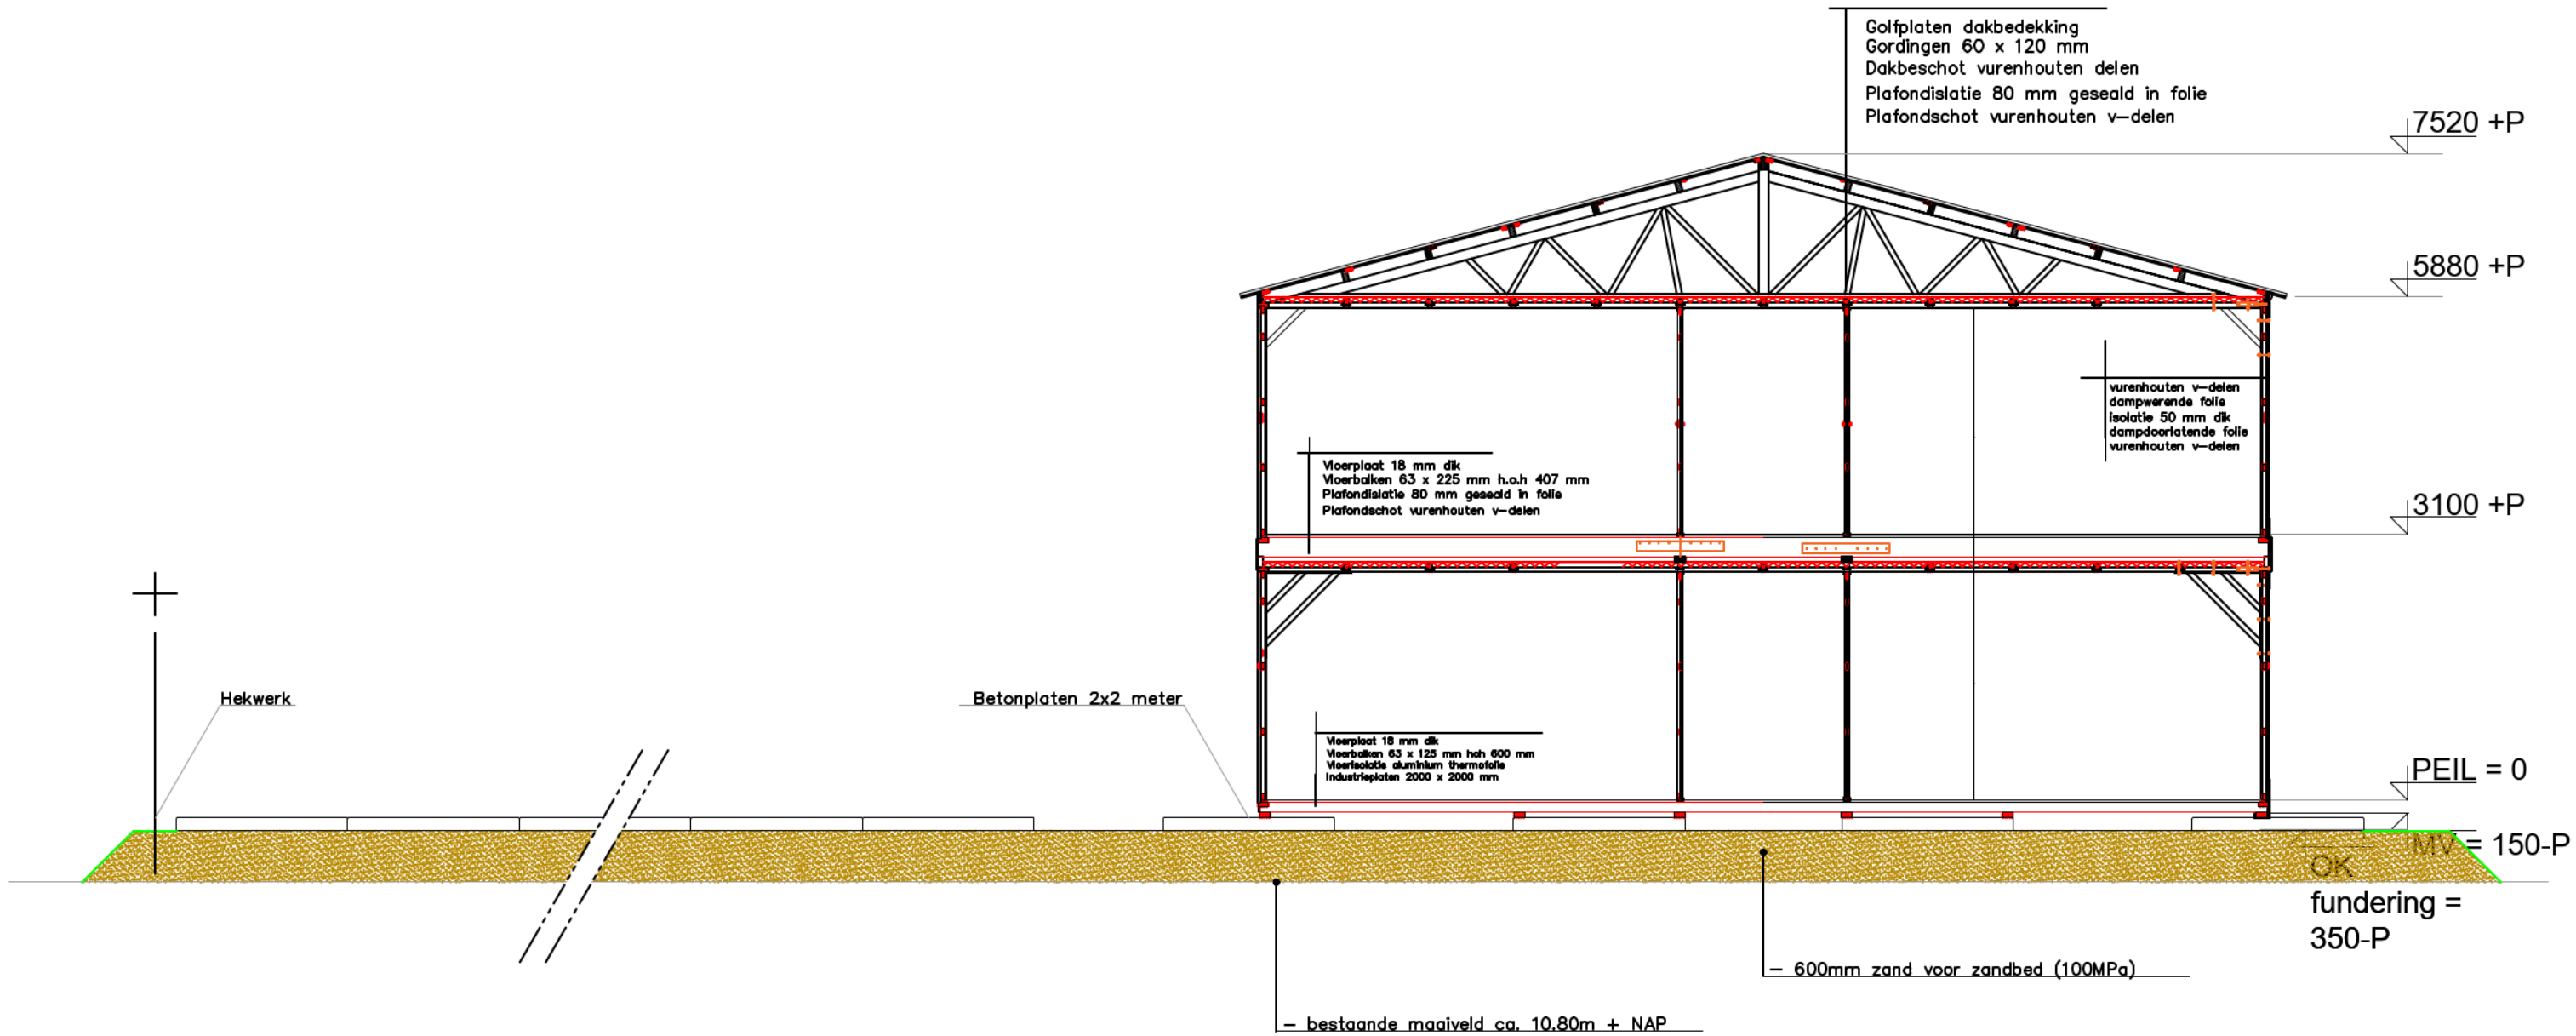 Golfplaten dakbedekking
Gordingen 60 x 120 mm
Dakbeschot vurenhouten delen
Plafondislatie 80 mm geseald in folie
Plafondschot vurenhouten v-delen
7520 +P
5880 +P
vurenhouten v-delen
dampwerende folie
isolatie 50 mm dik
dampdoorlatende folie
vurenhouten v-delen
Vloerplaat 18 mm dik
Vloerbalken 63 x 225 mm h.o.h 407 mm
Plafondislatie 80 mm geseald in folie
Plafondschot vurenhouten v-delen
3100 +P
Hekwerk
Betonplaten 2x2 meter
Vloerplaat 18 mm dik
Vloerbalken 63 x 125 mm hoh 600 mm
Vloerisolatie aluminium thermofolie
Industrieplaten 2000 x 2000 mm
PEIL = 0
MV = 150-P
OK
fundering =
350-P
- 600mm zand voor zandbed (100MPa)
- bestaande maaiveld ca. 10.80m + NAP